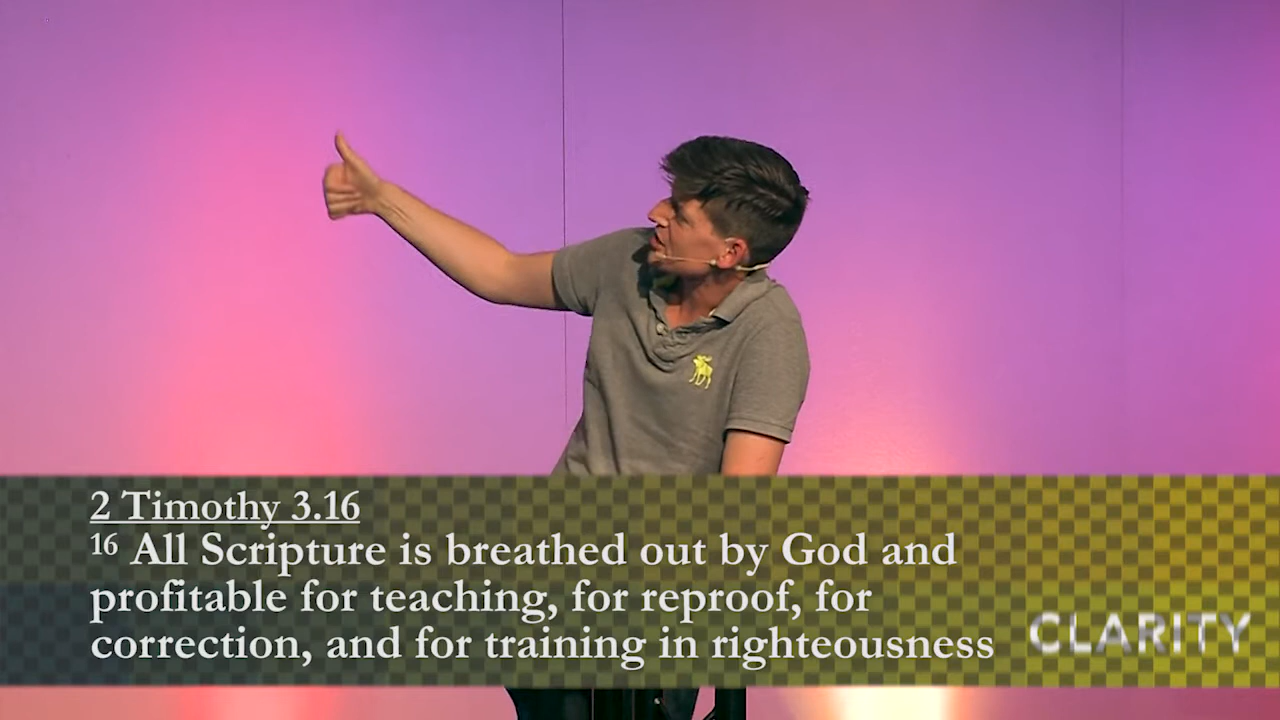 2 Timothy 3.16
16 All Scripture is breathed out by God and
profitable for teaching, for reproof, for
correction, and for training in righteousness
CLARITY